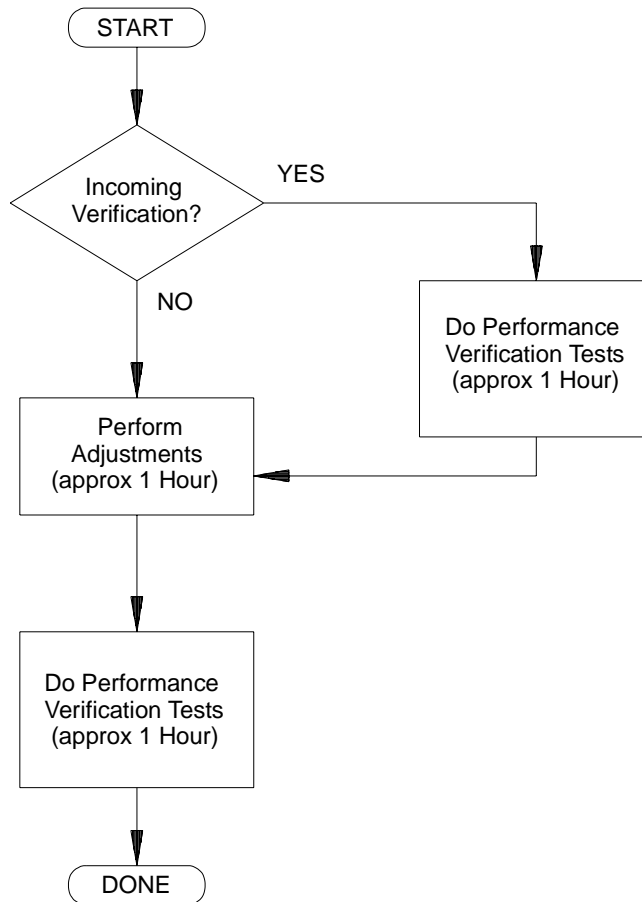 START
Incoming
Verification?
YES
NO
Do Performance
Verification Tests
(approx 1 Hour)
Perform
Adjustments
(approx 1 Hour)
Do Performance
Verification Tests
(approx 1 Hour)
DONE